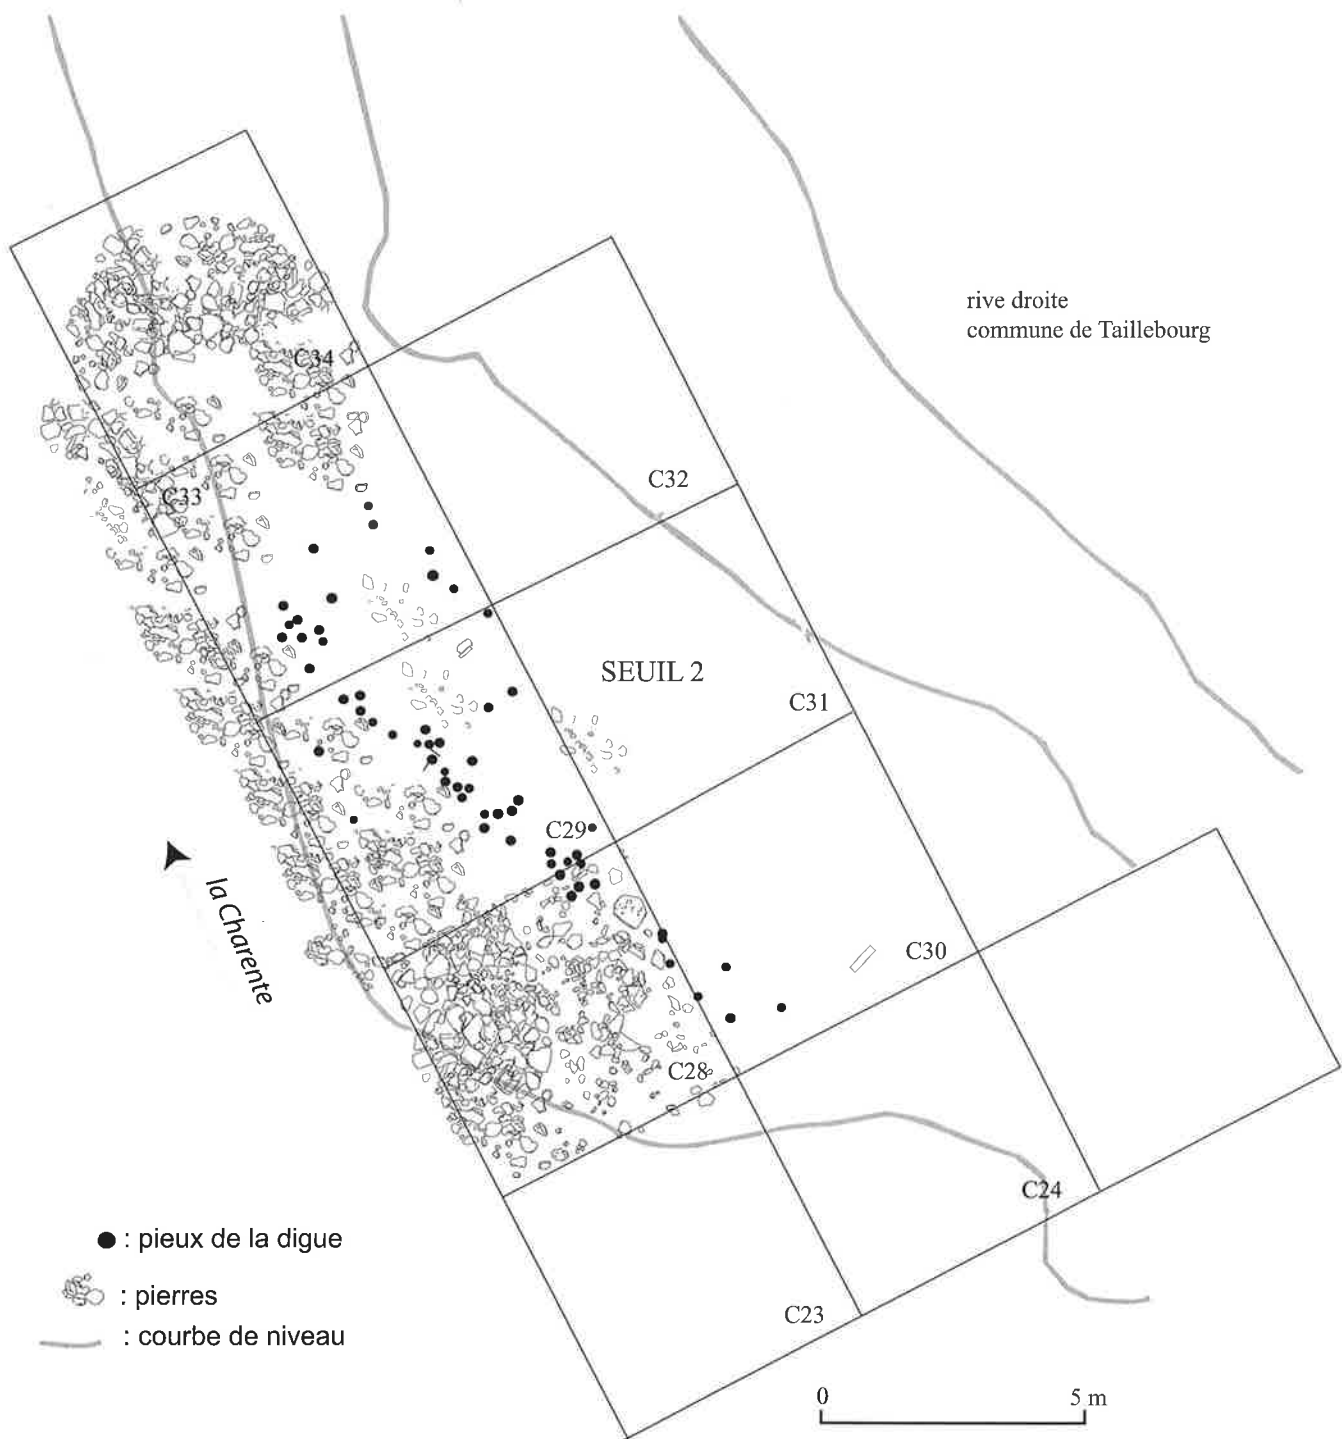 rive droite
commune de Taillebourg
C34
C32
C33
SEUIL 2
C31
C29
la Charente
C30
C28
C24
C23
: pieux de la digue
: pierres
: courbe de niveau
0 5 m